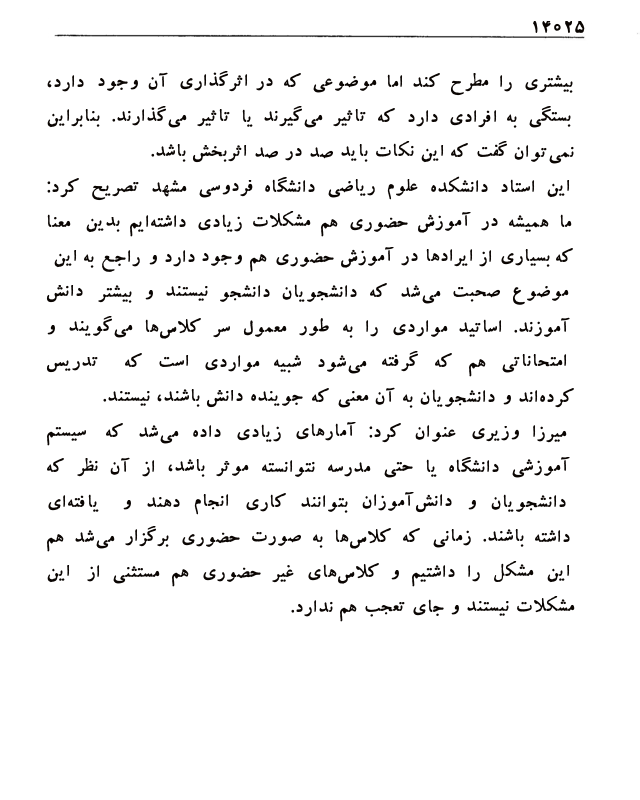 ۱۴۰۲۵
بیشتری را مطرح کند اما موضوعی که در اثرگذاری آن وجود دارد،
بستگی به افرادی دارد که تاثیر می‌گیرند یا تاثیر می‌گذارند. بنابراین
نمی‌توان گفت که این نکات باید صد در صد اثربخش باشد.
این استاد دانشکده علوم ریاضی دانشگاه فردوسی مشهد تصریح کرد:
ما همیشه در آموزش حضوری هم مشکلات زیادی داشته‌ایم بدین معنا
که بسیاری از ایرادها در آموزش حضوری هم وجود دارد و راجع به این
موضوع صحبت می‌شد که دانشجویان دانشجو نیستند و بیشتر دانش
آموزند. اساتید مواردی را به طور معمول سر کلاس‌ها می‌گویند و
امتحاناتی هم که گرفته می‌شود شبیه مواردی است که تدریس
کرده‌اند و دانشجویان به آن معنی که جوینده دانش باشند، نیستند.
میرزا وزیری عنوان کرد: آمارهای زیادی داده می‌شد که سیستم
آموزشی دانشگاه یا حتی مدرسه نتوانسته موثر باشد، از آن نظر که
دانشجویان و دانش‌آموزان بتوانند کاری انجام دهند و یافته‌ای
داشته باشند. زمانی که کلاس‌ها به صورت حضوری برگزار می‌شد هم
این مشکل را داشتیم و کلاس‌های غیر حضوری هم مستثنی از این
مشکلات نیستند و جای تعجب هم ندارد.